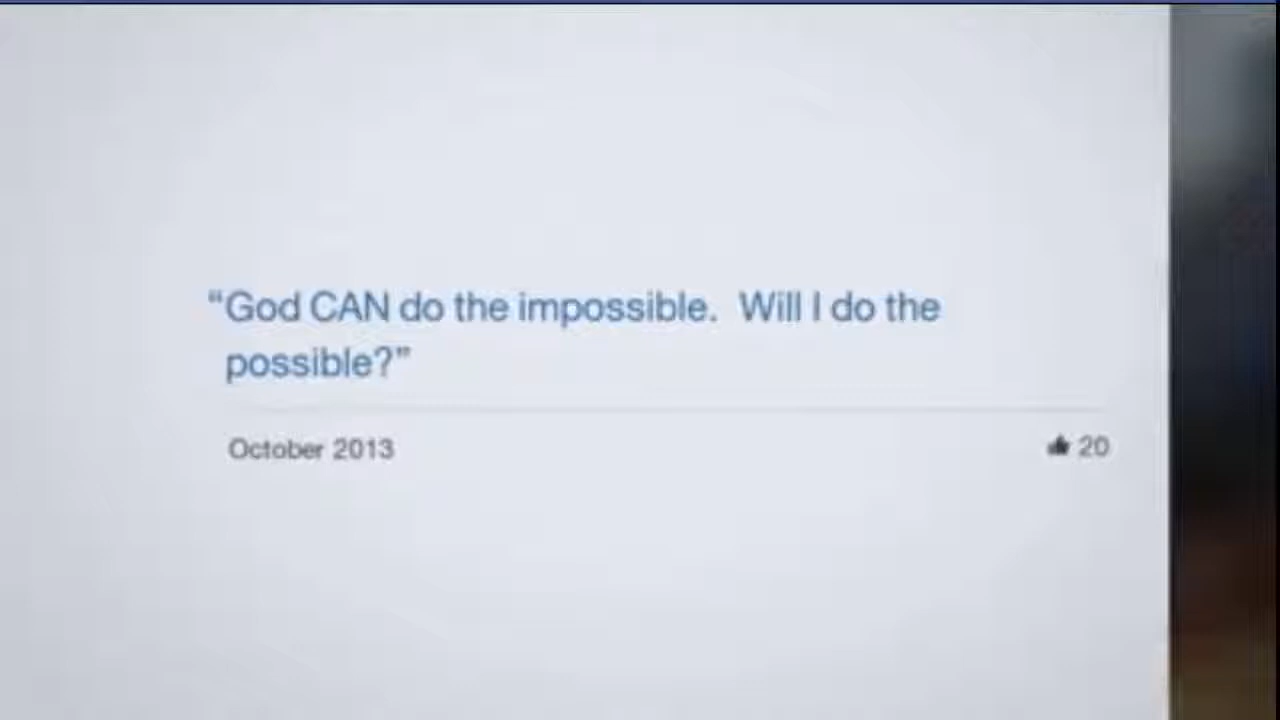 “God CAN do the impossible.  Will I do the
possible?”
October 2013
20